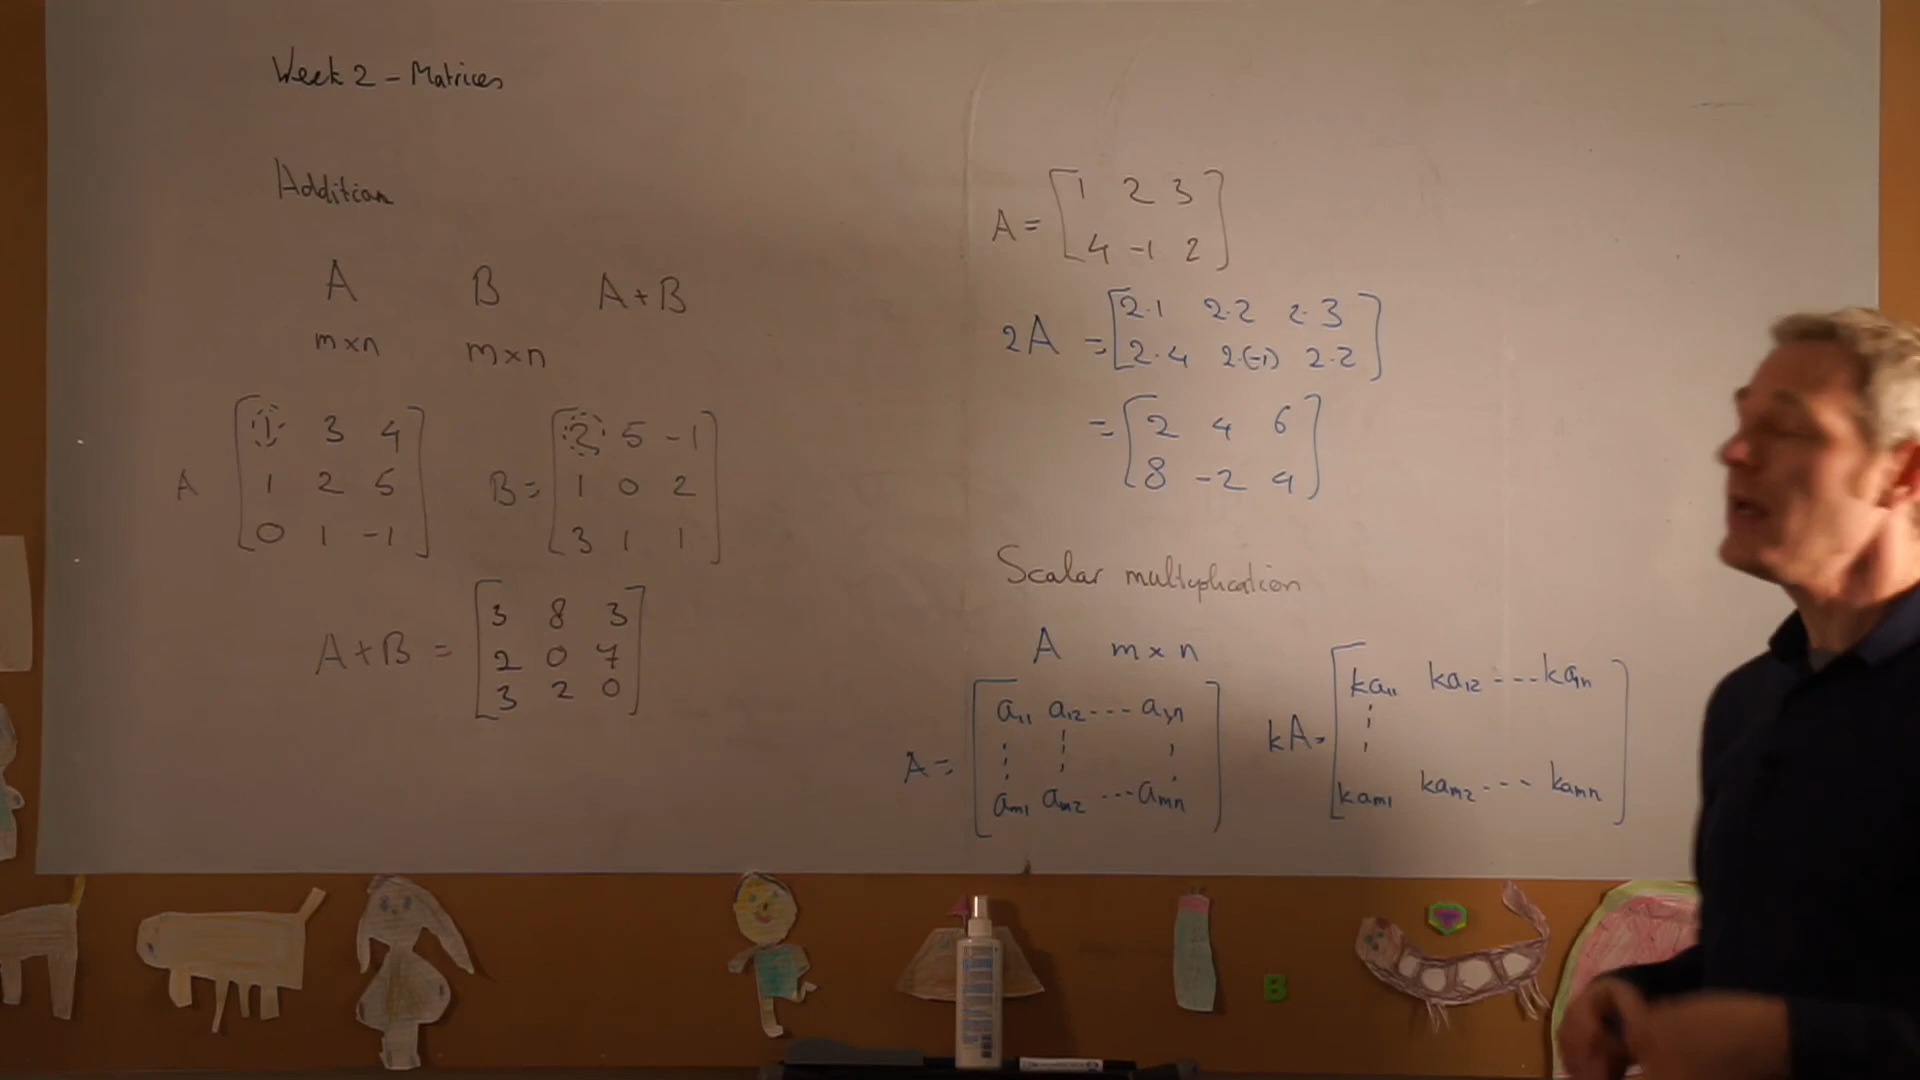 Week 2 - Matrices
Addition
A B A+B
m×n m×n
A [1 3 4
1 2 5
0 1 -1]
B = [2 5 -1
1 0 2
3 1 1]
A+B = [3 8 3
2 0 7
3 2 0]
A = [1 2 3
4 -1 2]
2A = [2·1 2·2 2·3
2·4 2·(-1) 2·2]
= [2 4 6
8 -2 4]
Scalar multiplication
A m×n
A = [a11 a12 --- a1n
am1 am2 --- amn]
kA = [ka11 ka12 --- ka1n
kam1 kam2 --- kamn]
B